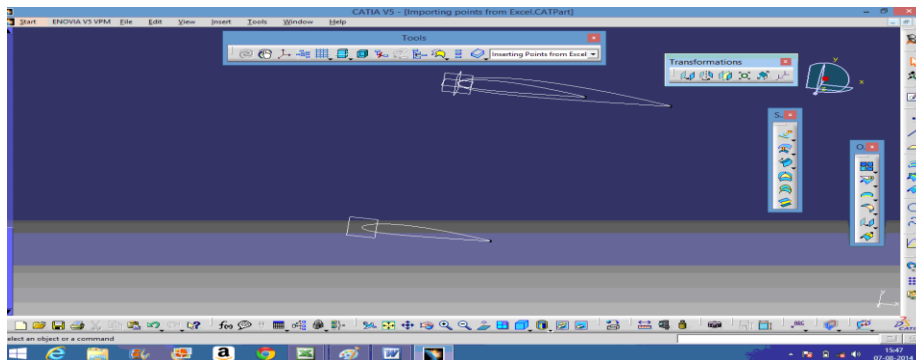 CATIA V5 - [Importing points from Excel.CATPart]
Start ENOVIA V5 VPM File Edit View Insert Tools Window Help
Tools
Inserting Points from Excel
Transformations
y
x
S...
O...
f(x)
elect an object or a command
15:47
07-08-2014